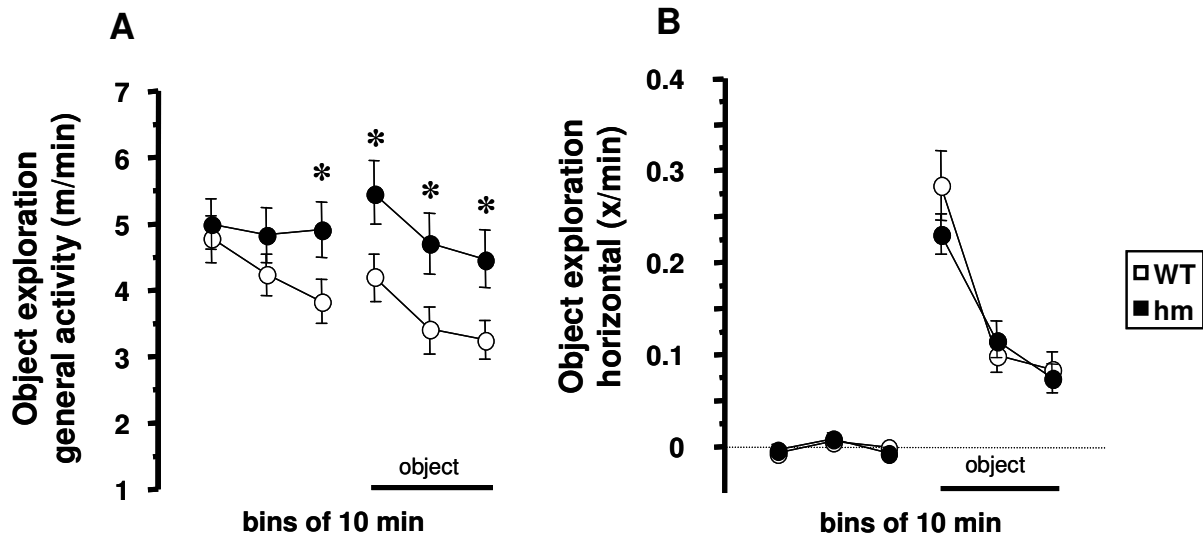 A
B
Object exploration
general activity (m/min)
7
6
5
4
3
2
1
*
*
*
*
object
bins of 10 min
Object exploration
horizontal (x/min)
0.4
0.3
0.2
0.1
0
object
bins of 10 min
WT
hm